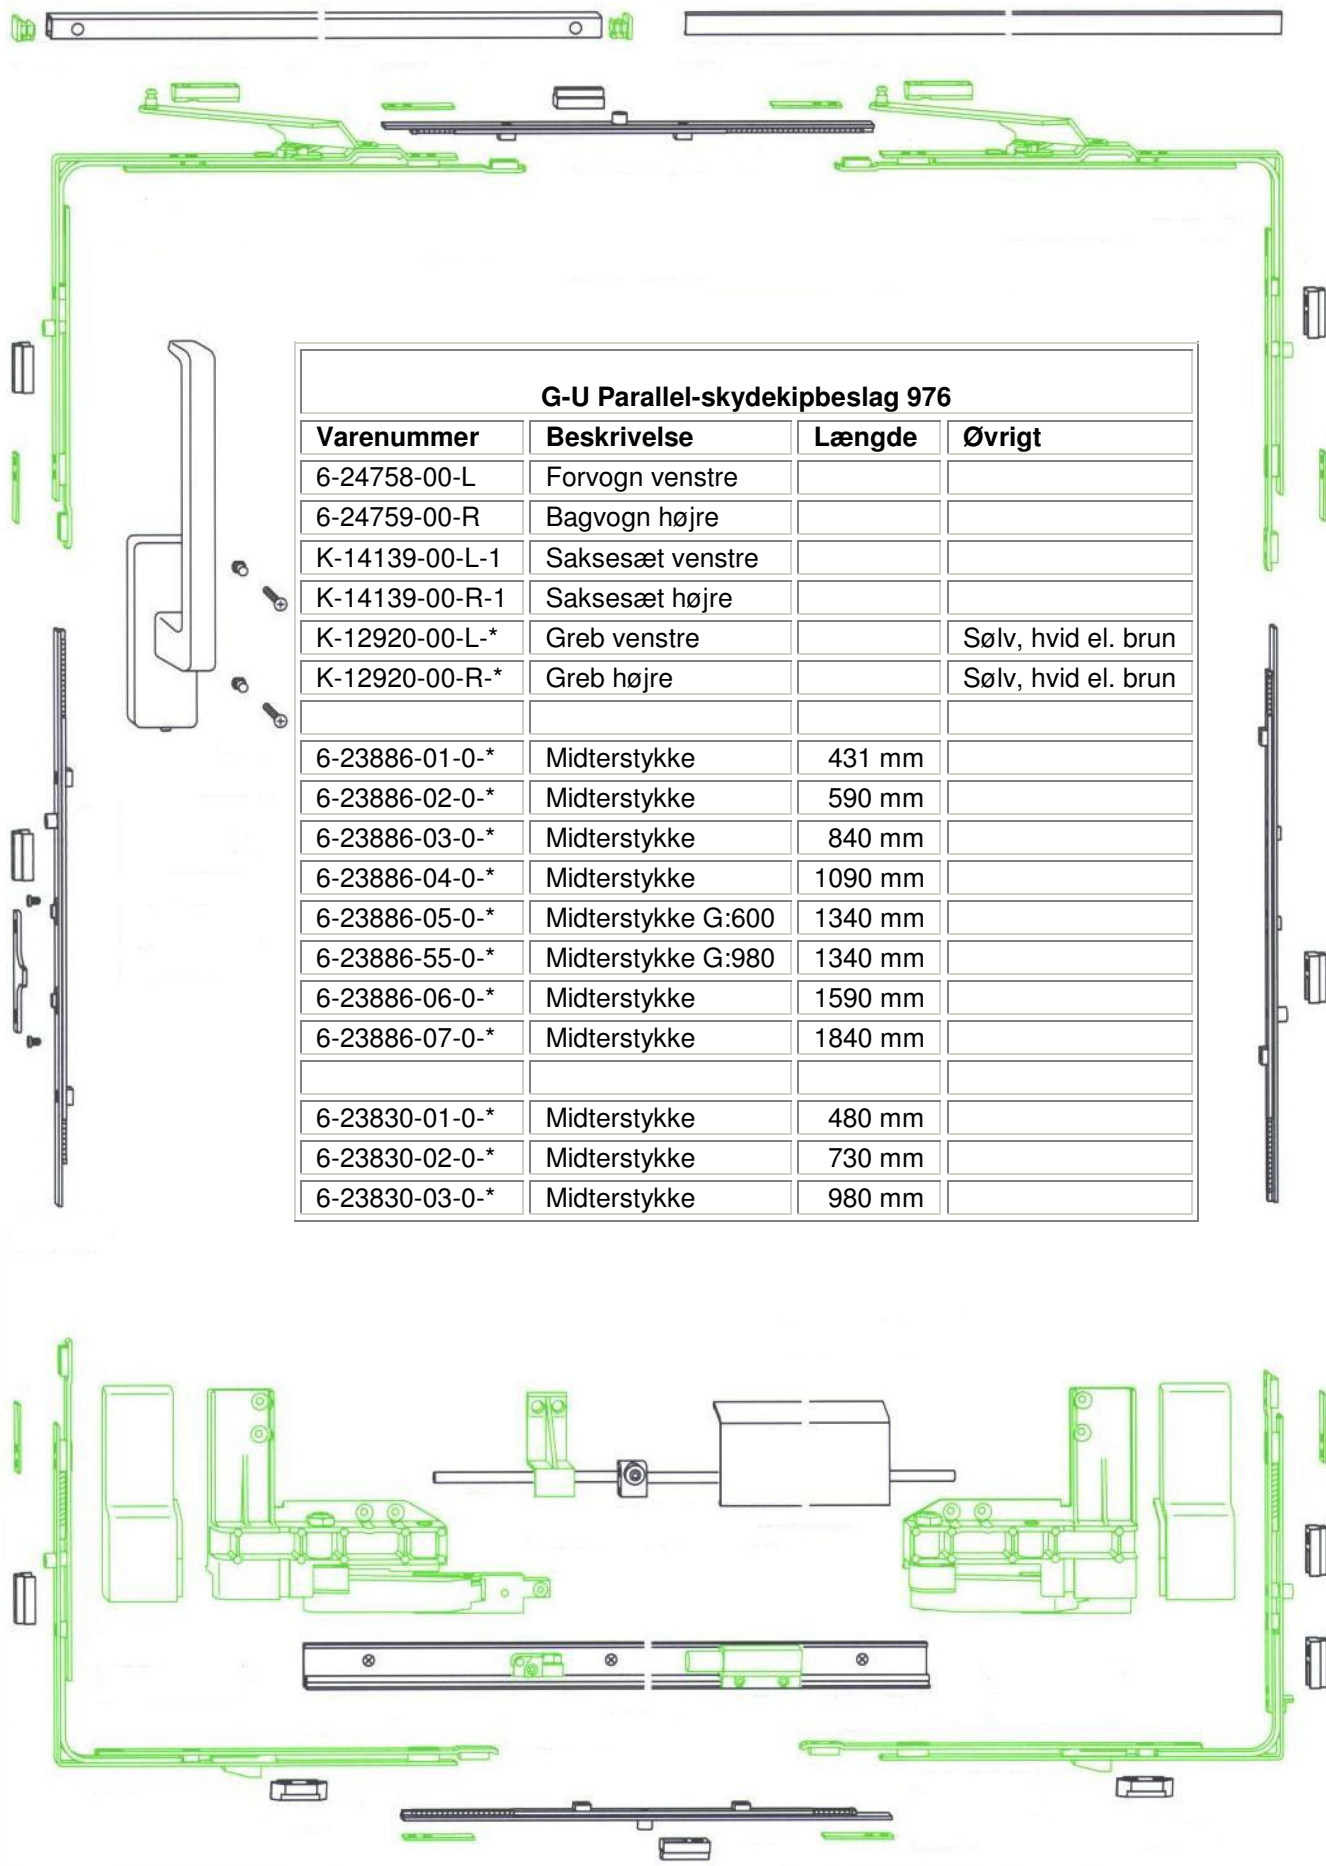 G-U Parallel-skydekipbeslag 976
Varenummer Beskrivelse Længde Øvrigt
6-24758-00-L Forvogn venstre
6-24759-00-R Bagvogn højre
K-14139-00-L-1 Saksesæt venstre
K-14139-00-R-1 Saksesæt højre
K-12920-00-L-* Greb venstre Sølv, hvid el. brun
K-12920-00-R-* Greb højre Sølv, hvid el. brun
6-23886-01-0-* Midterstykke 431 mm
6-23886-02-0-* Midterstykke 590 mm
6-23886-03-0-* Midterstykke 840 mm
6-23886-04-0-* Midterstykke 1090 mm
6-23886-05-0-* Midterstykke G:600 1340 mm
6-23886-55-0-* Midterstykke G:980 1340 mm
6-23886-06-0-* Midterstykke 1590 mm
6-23886-07-0-* Midterstykke 1840 mm
6-23830-01-0-* Midterstykke 480 mm
6-23830-02-0-* Midterstykke 730 mm
6-23830-03-0-* Midterstykke 980 mm